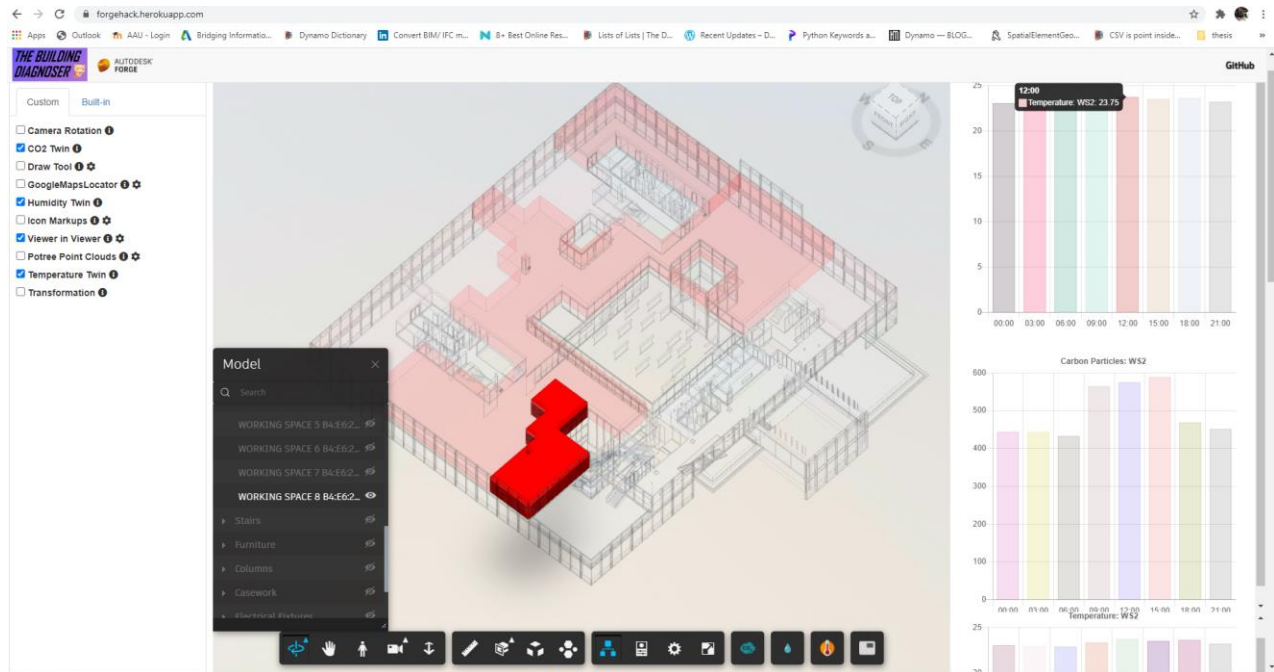 forgehack.herokuapp.com
Apps Outlook AAU - Login Bridging Informatio... Dynamo Dictionary Convert BIM/ IFC m... 8+ Best Online Res... Lists of Lists | The D... Recent Updates – D... Python Keywords a... Dynamo — BLOG... SpatialElementGeo... CSV is point inside... thesis »
THE BUILDING
DIAGNOSER
AUTODESK
FORGE
GitHub
Custom Built-in
Camera Rotation
CO2 Twin
Draw Tool
GoogleMapsLocator
Humidity Twin
Icon Markups
Viewer in Viewer
Potree Point Clouds
Temperature Twin
Transformation
TOP
FRONT
RIGHT
W
N
S
E
Model
Search
WORKING SPACE 5 B4:E6:2...
WORKING SPACE 6 B4:E6:2...
WORKING SPACE 7 B4:E6:2...
WORKING SPACE 8 B4:E6:2...
Stairs
Furniture
Columns
Casework
Electrical Fixtures
12:00
Temperature: WS2: 23.75
25
20
15
10
5
0
00:00 03:00 06:00 09:00 12:00 15:00 18:00 21:00
Carbon Particles: WS2
600
500
400
300
200
100
0
00:00 03:00 06:00 09:00 12:00 15:00 18:00 21:00
Temperature: WS2
25
20